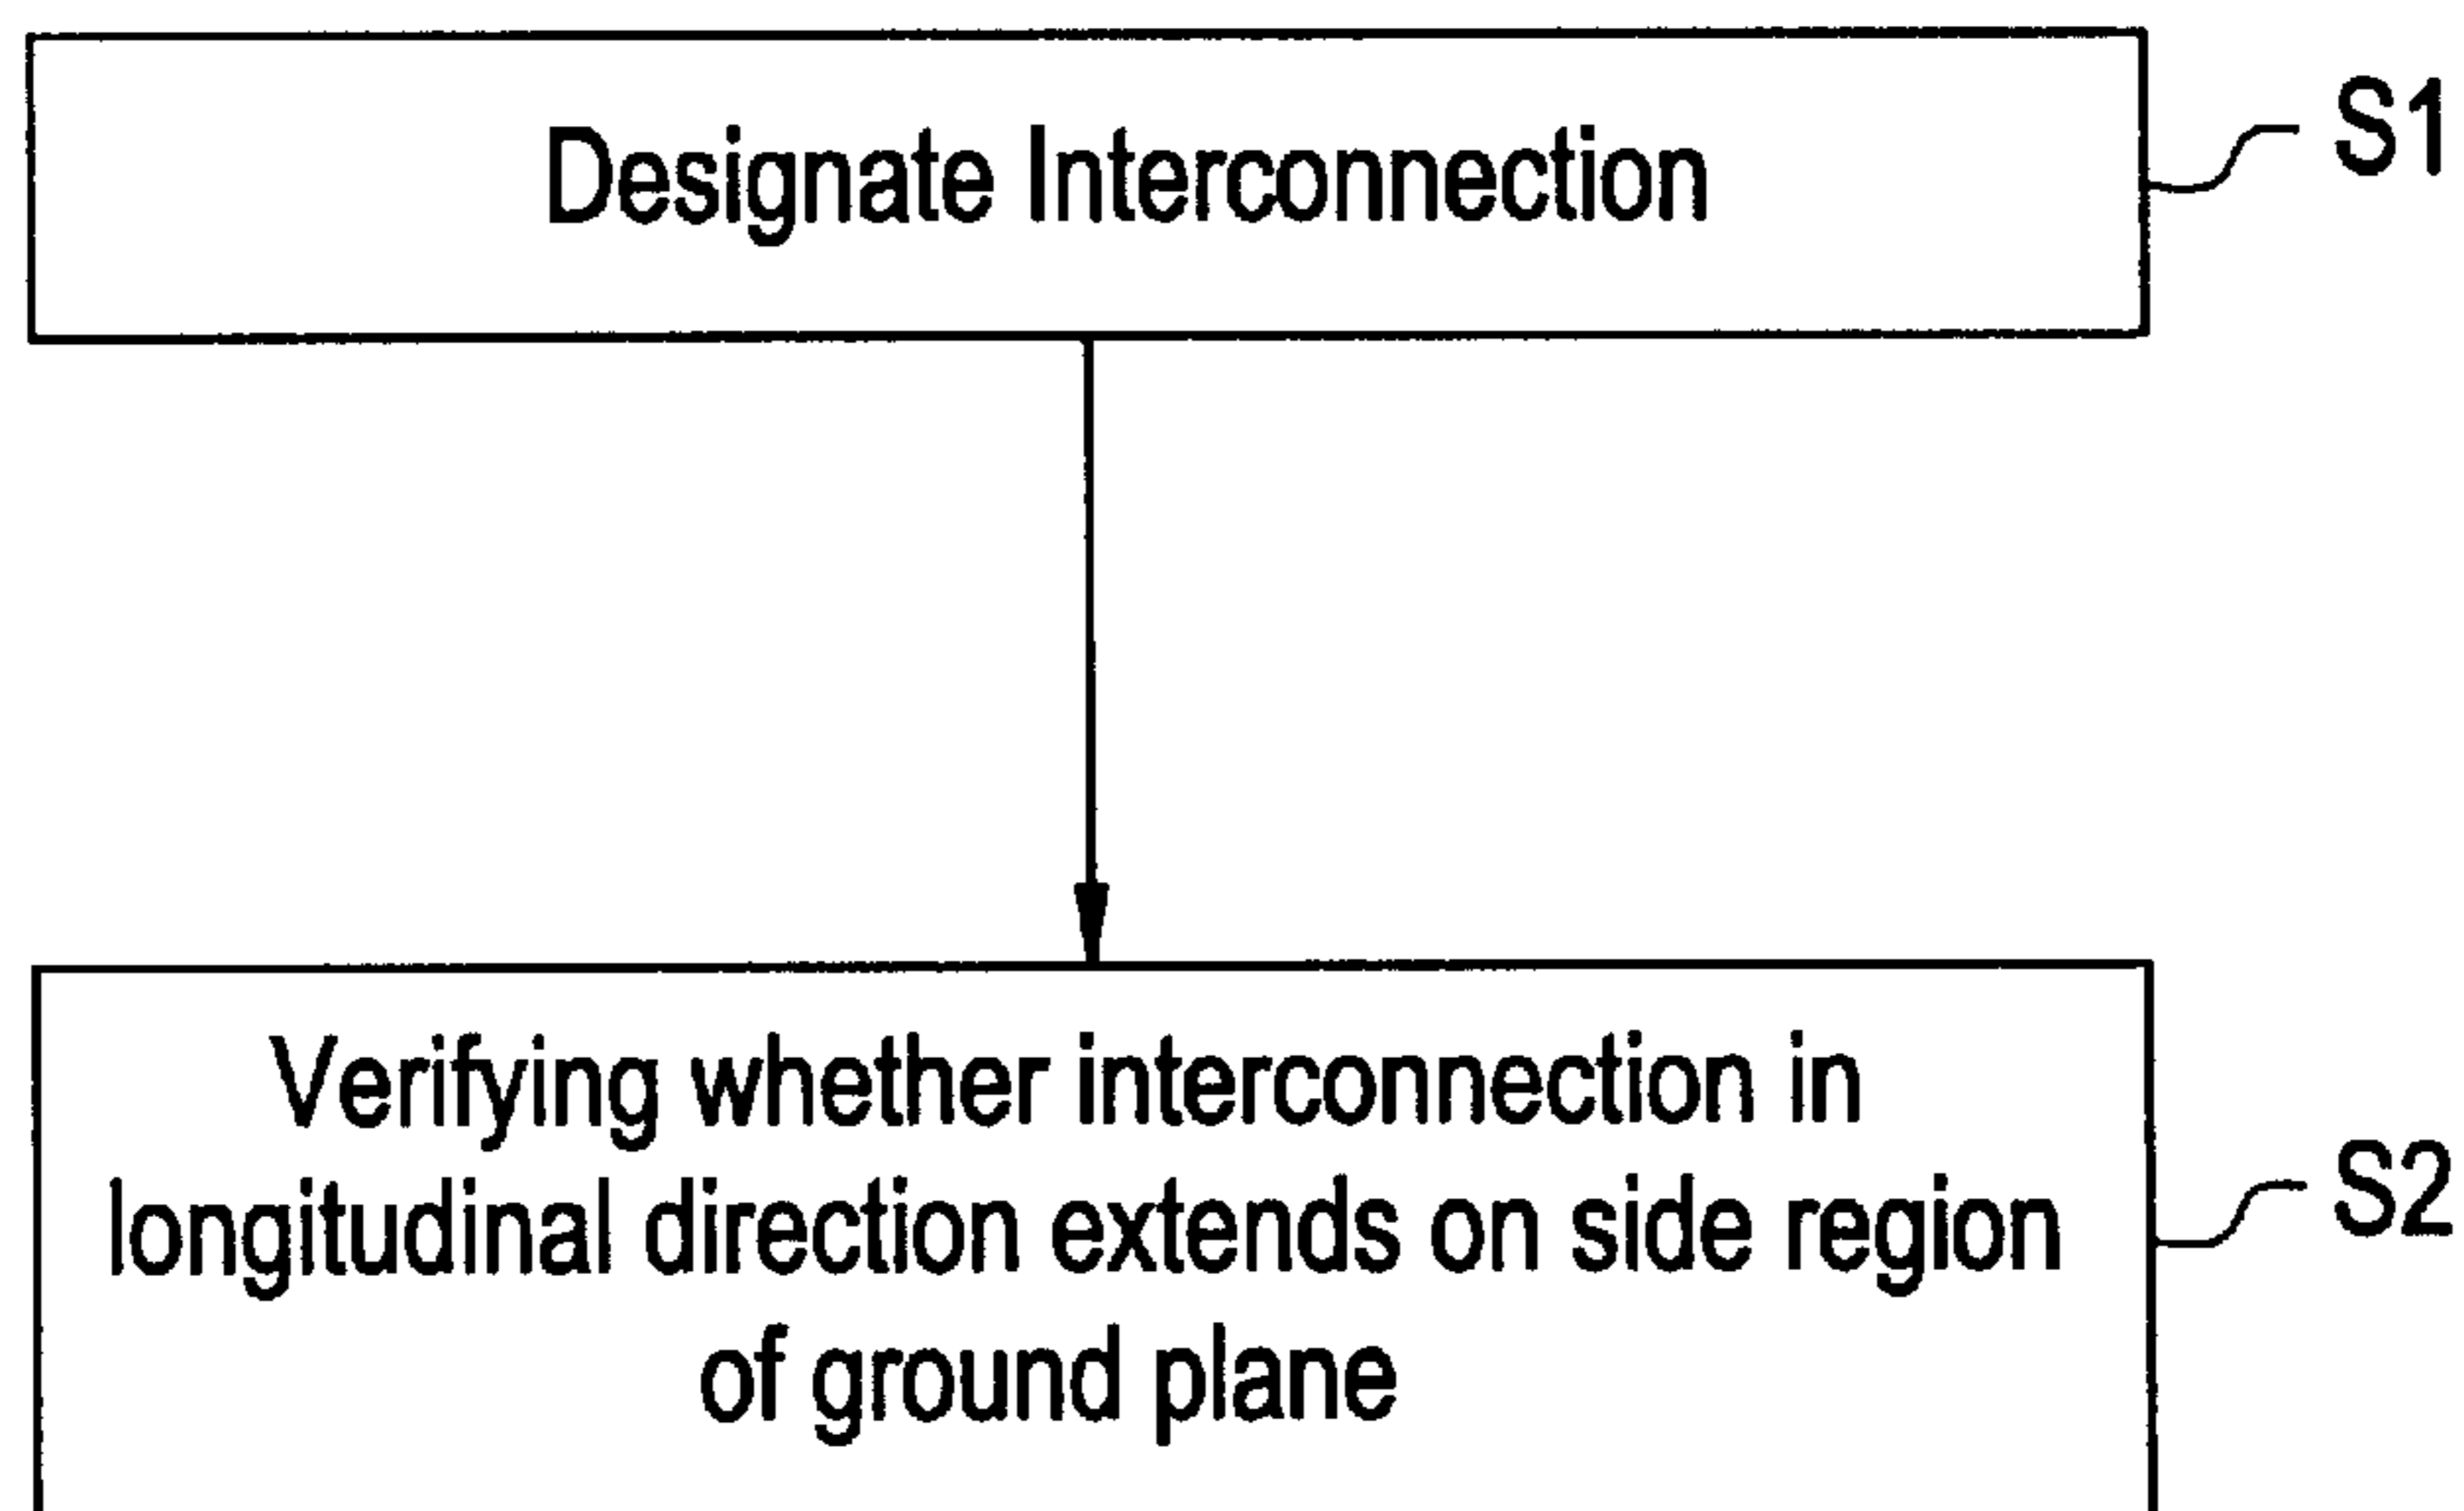 Designate Interconnection
S1
Verifying whether interconnection in
longitudinal direction extends on side region
of ground plane
S2